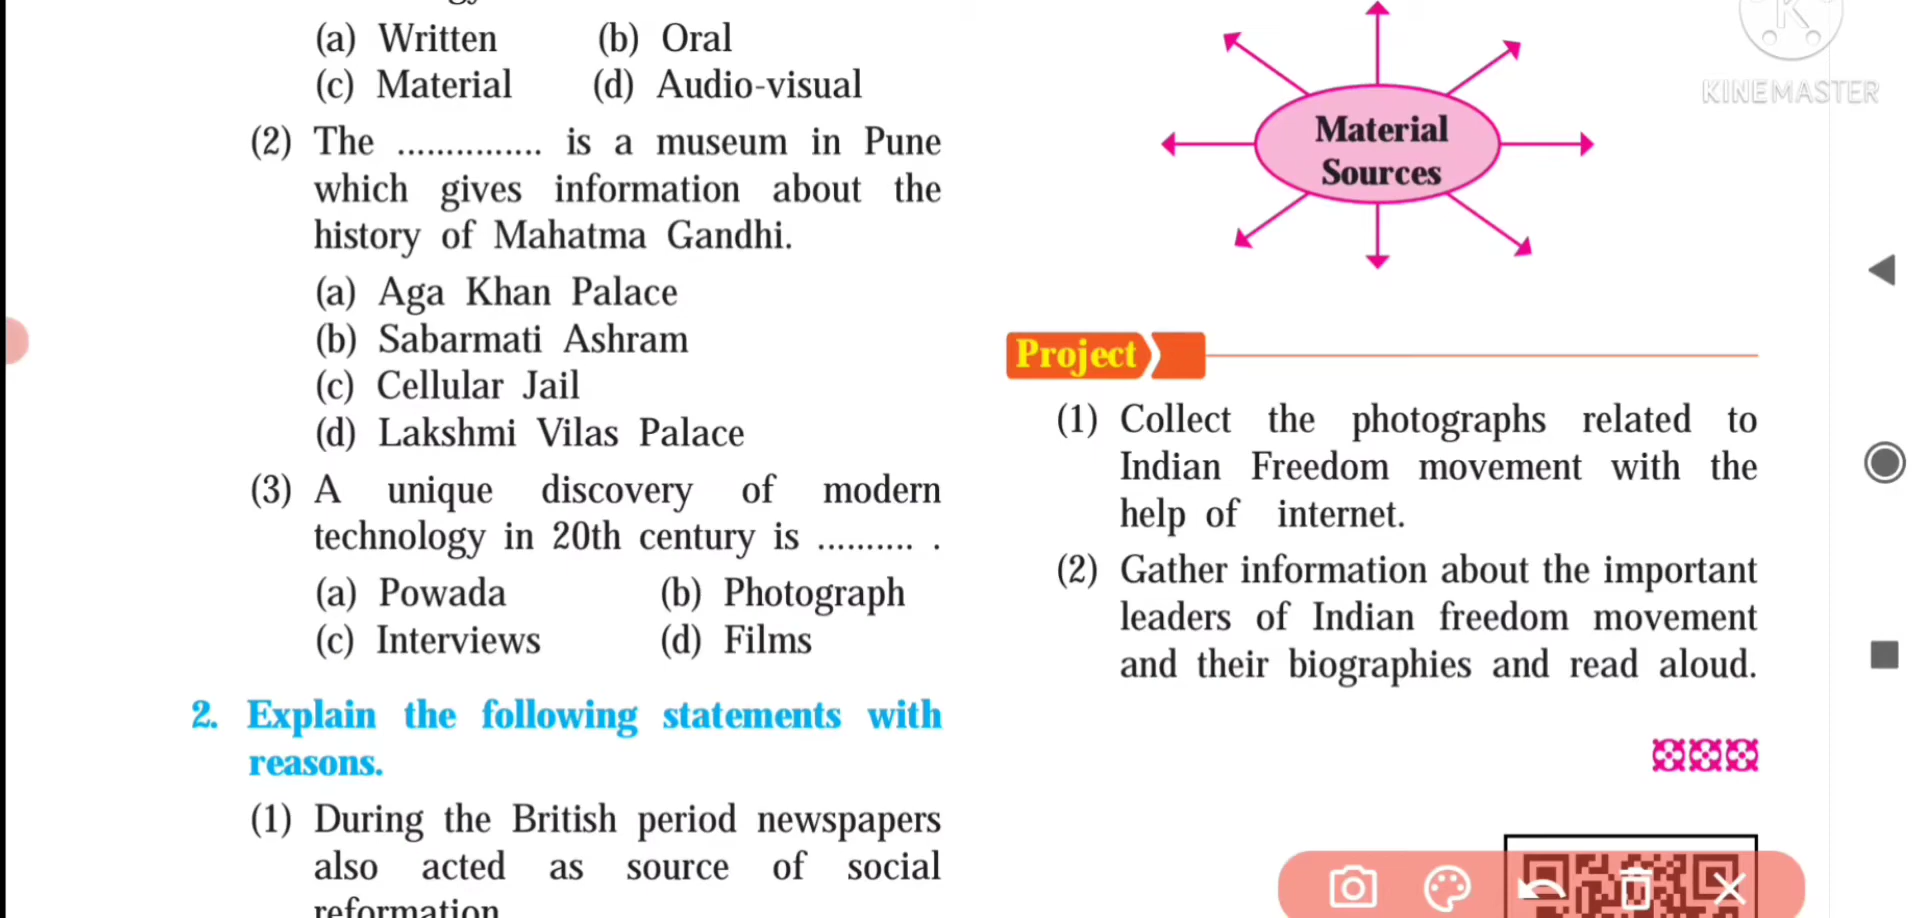 (a) Written (b) Oral
(c) Material (d) Audio-visual
(2) The ............... is a museum in Pune
which gives information about the
history of Mahatma Gandhi.
(a) Aga Khan Palace
(b) Sabarmati Ashram
(c) Cellular Jail
(d) Lakshmi Vilas Palace
(3) A unique discovery of modern
technology in 20th century is .......... .
(a) Powada (b) Photograph
(c) Interviews (d) Films
2. Explain the following statements with
reasons.
(1) During the British period newspapers
also acted as source of social
reformation
Material
Sources
Project
(1) Collect the photographs related to
Indian Freedom movement with the
help of internet.
(2) Gather information about the important
leaders of Indian freedom movement
and their biographies and read aloud.
K
KINEMASTER